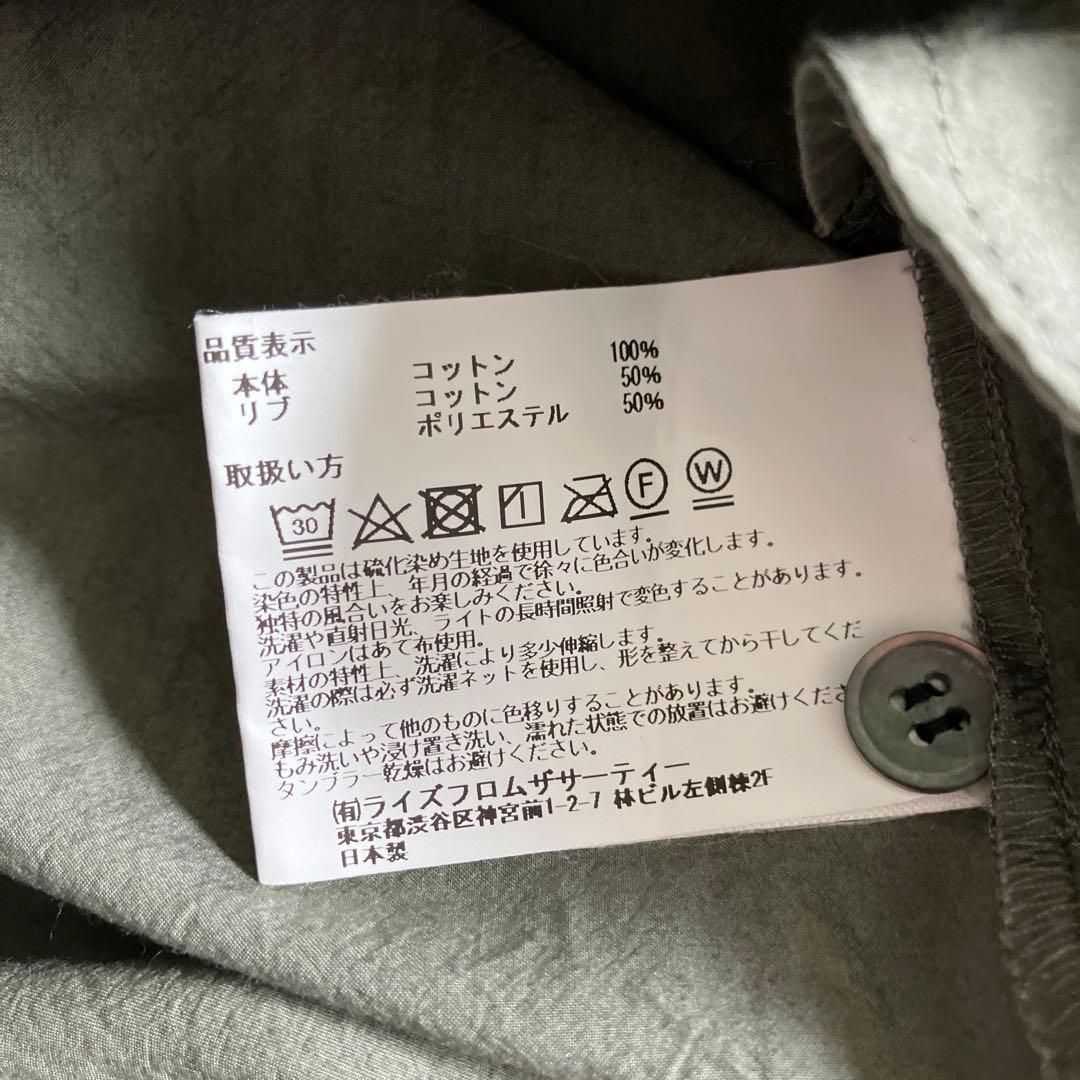 品質表示
本体 コットン 100%
リブ コットン 50%
ポリエステル 50%
取扱い方
30 F W
この製品は硫化染め生地を使用しています。
染色の特性上、年月の経過で徐々に色合いが変化します。
独特の風合いをお楽しみください。
洗濯や直射日光、ライトの長時間照射で変色することがあります。
アイロンはあて布使用。
素材の特性上、洗濯により多少伸縮します。
洗濯の際は必ず洗濯ネットを使用し、形を整えてから干してくだ
さい。
摩擦によって他のものに色移りすることがあります。
もみ洗いや浸け置き洗い、濡れた状態での放置はお避けくださ
い。
タンブラー乾燥はお避けください。
(有)ライズフロムザサーティー
東京都渋谷区神宮前1-2-7 林ビル左側棟2F
日本製